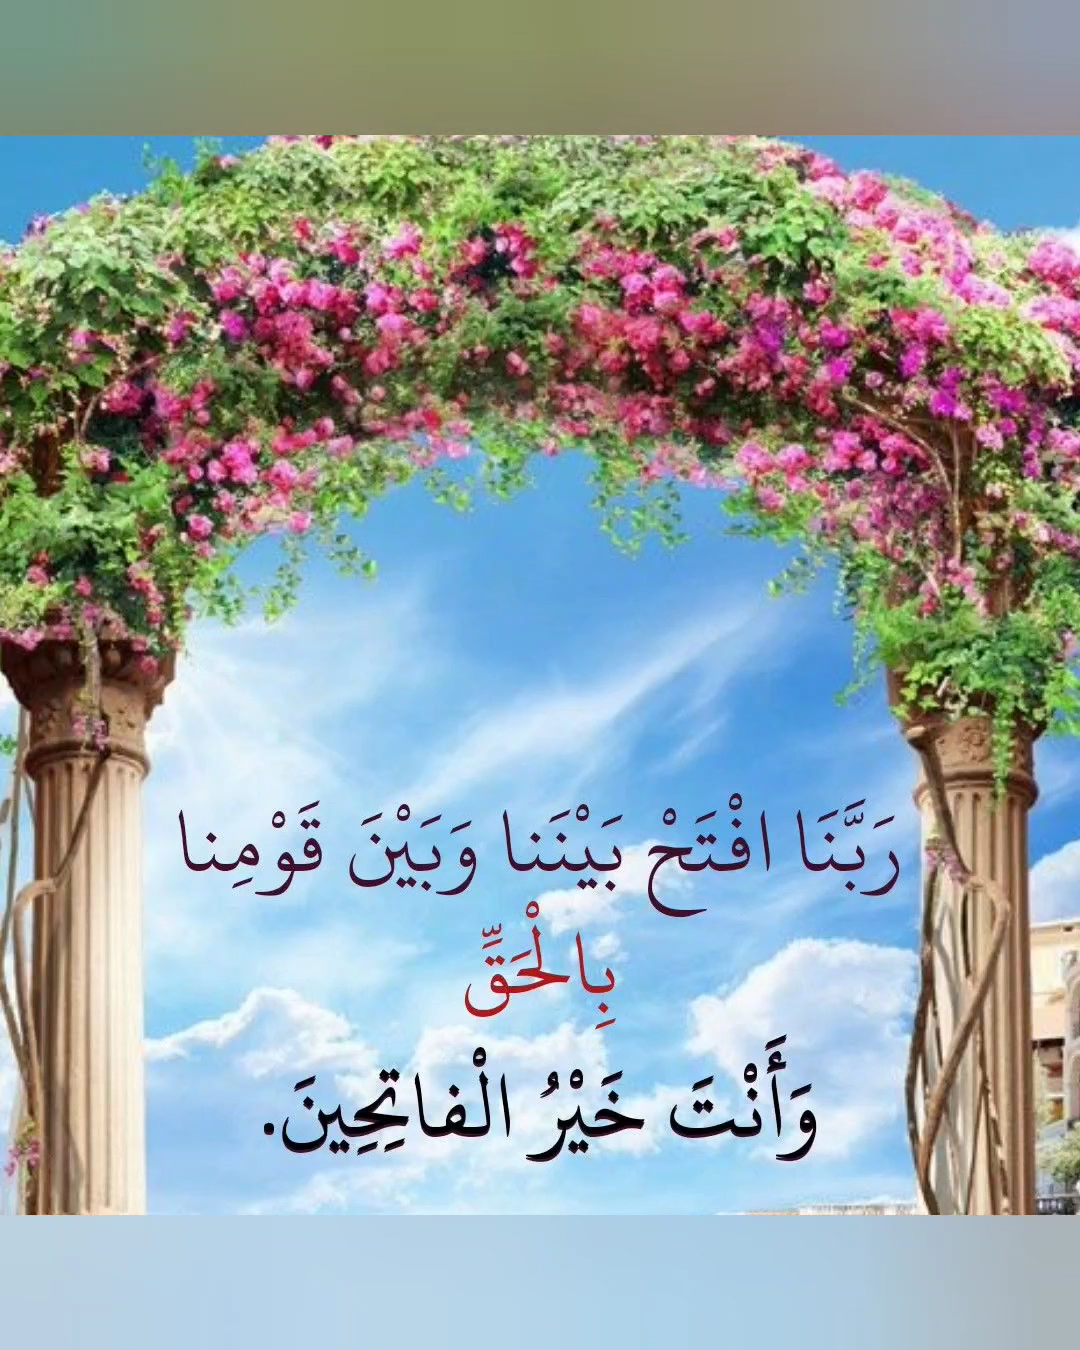 رَبَّنَا افْتَحْ بَيْنَنا وَبَيْنَ قَوْمِنا
بِالْحَقِّ
وَأَنْتَ خَيْرُ الْفاتِحِينَ.